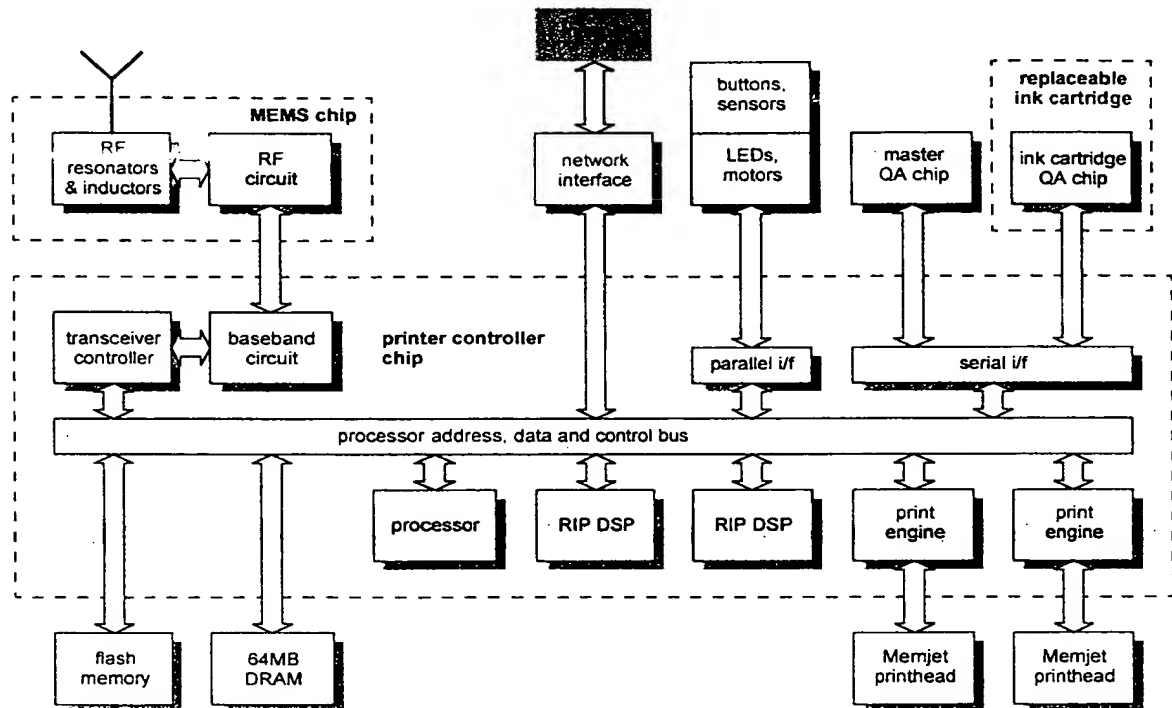 MEMS chip
RF
resonators
& inductors
RF
circuit
network
interface
buttons,
sensors
LEDs,
motors
master
QA chip
replaceable
ink cartridge
ink cartridge
QA chip
transceiver
controller
baseband
circuit
printer controller
chip
parallel i/f
serial i/f
processor address, data and control bus
processor
RIP DSP
RIP DSP
print
engine
print
engine
flash
memory
64MB
DRAM
Memjet
printhead
Memjet
printhead